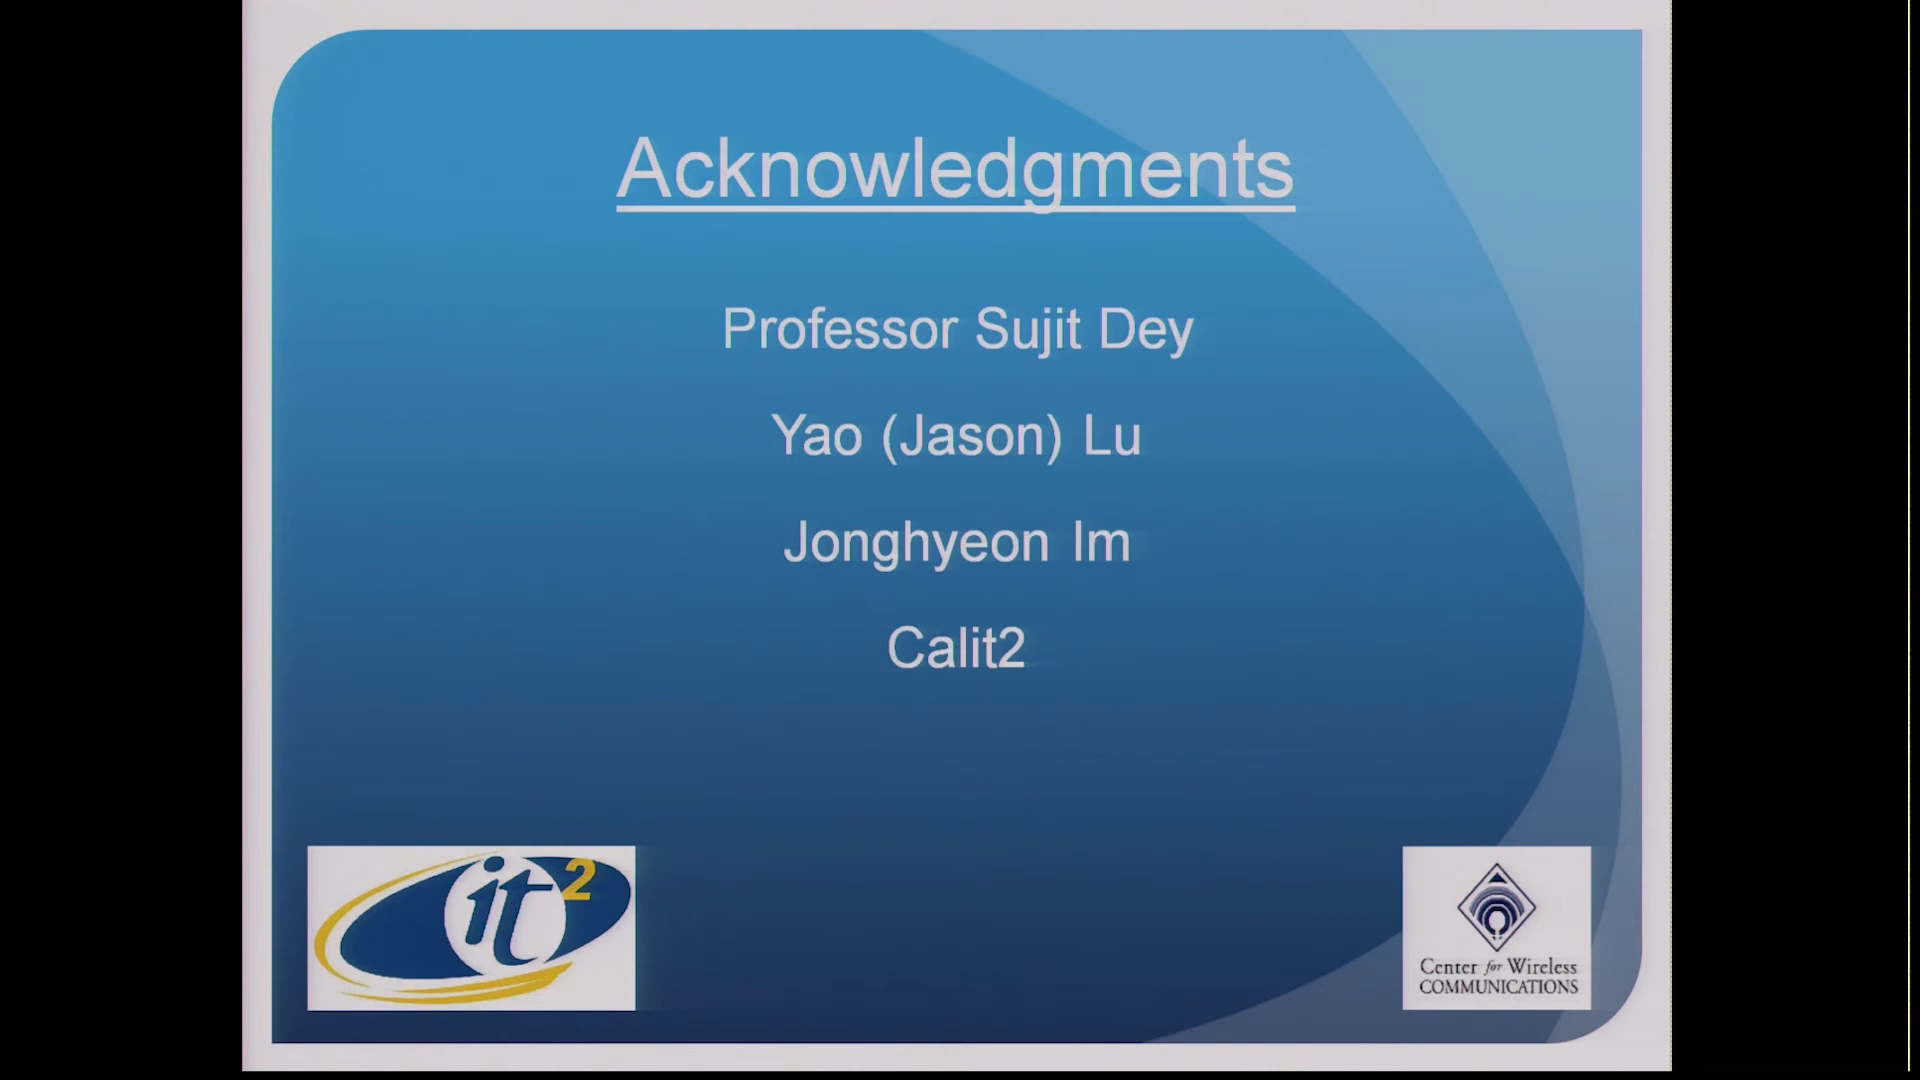 Acknowledgments
Professor Sujit Dey
Yao (Jason) Lu
Jonghyeon Im
Calit2
it2
Center for Wireless
COMMUNICATIONS